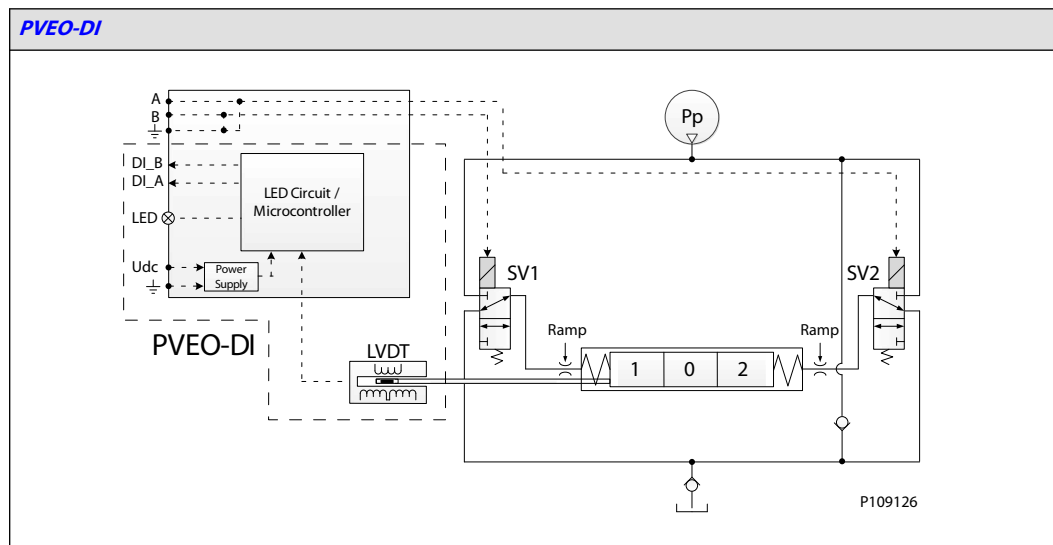 PVEO-DI
A
B
DI_B
DI_A
LED
Udc
LED Circuit /
Microcontroller
Power
Supply
PVEO-DI
LVDT
Pp
SV1
SV2
Ramp
Ramp
1 0 2
P109126